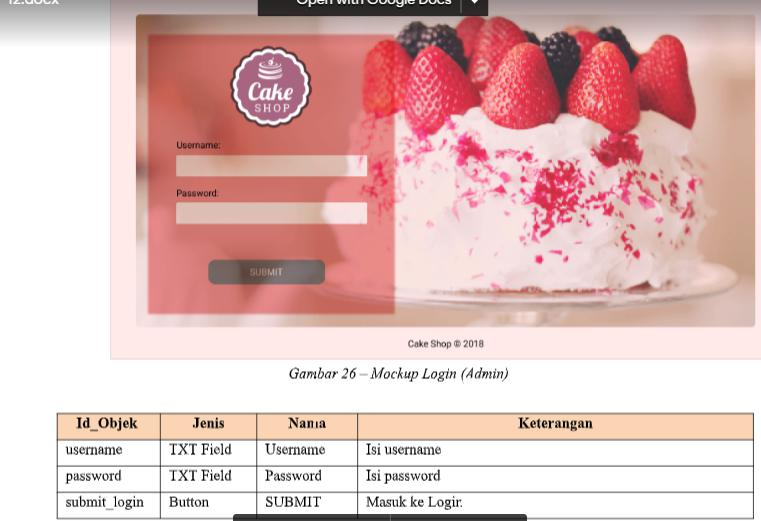 12.docx
Open with Google Docs
Cake
SHOP
Username:
Password:
SUBMIT
Cake Shop © 2018
Gambar 26 – Mockup Login (Admin)
Id_Objek Jenis Nama Keterangan
username TXT Field Username Isi username
password TXT Field Password Isi password
submit_login Button SUBMIT Masuk ke Login.